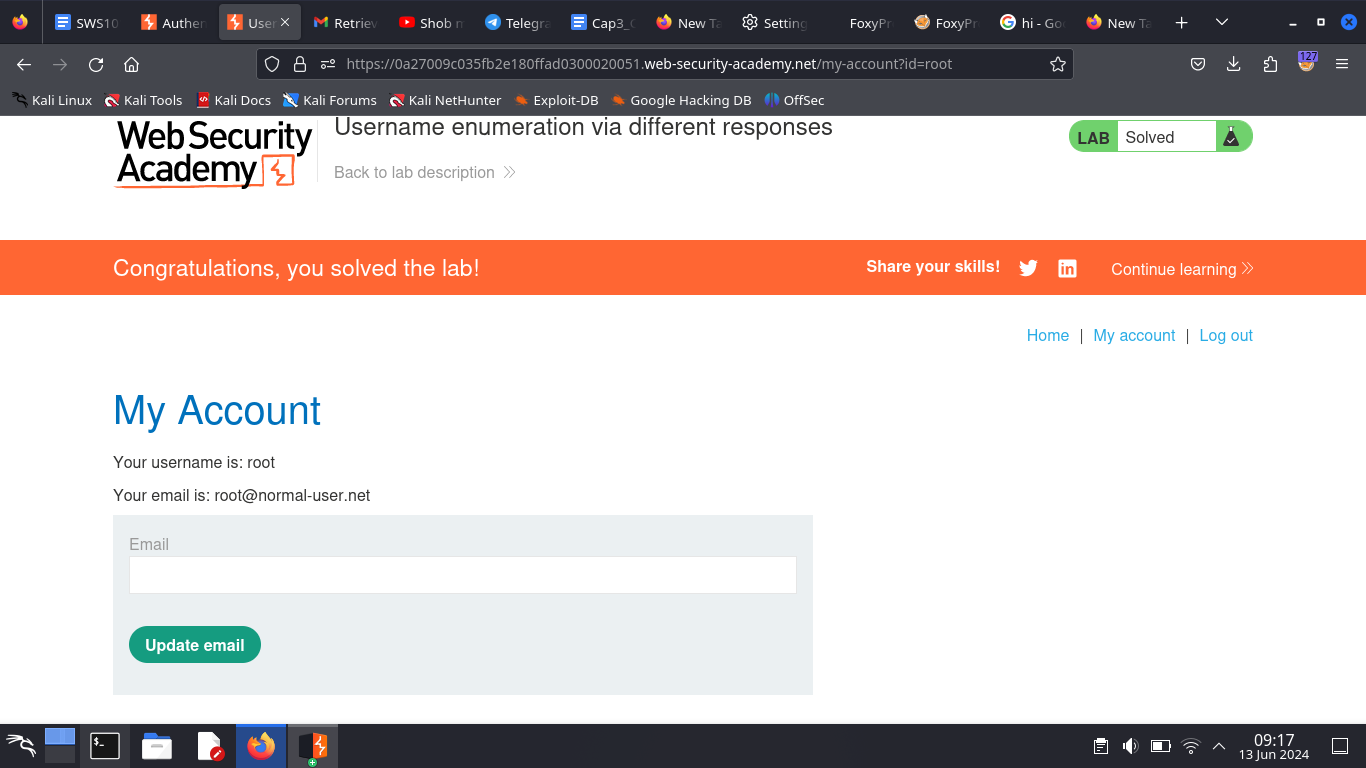 SWS10
Authen
User
Retriev
Shob m
Telegra
Cap3_C
New Ta
Setting
FoxyPr
FoxyPr
hi - Goo
New Ta
https://0a27009c035fb2e180ffad0300020051.web-security-academy.net/my-account?id=root
127
Kali Linux
Kali Tools
Kali Docs
Kali Forums
Kali NetHunter
Exploit-DB
Google Hacking DB
OffSec
WebSecurity
Academy
Username enumeration via different responses
Back to lab description
LAB Solved
Congratulations, you solved the lab!
Share your skills!
Continue learning
Home | My account | Log out
My Account
Your username is: root
Your email is: root@normal-user.net
Email
Update email
09:17
13 Jun 2024